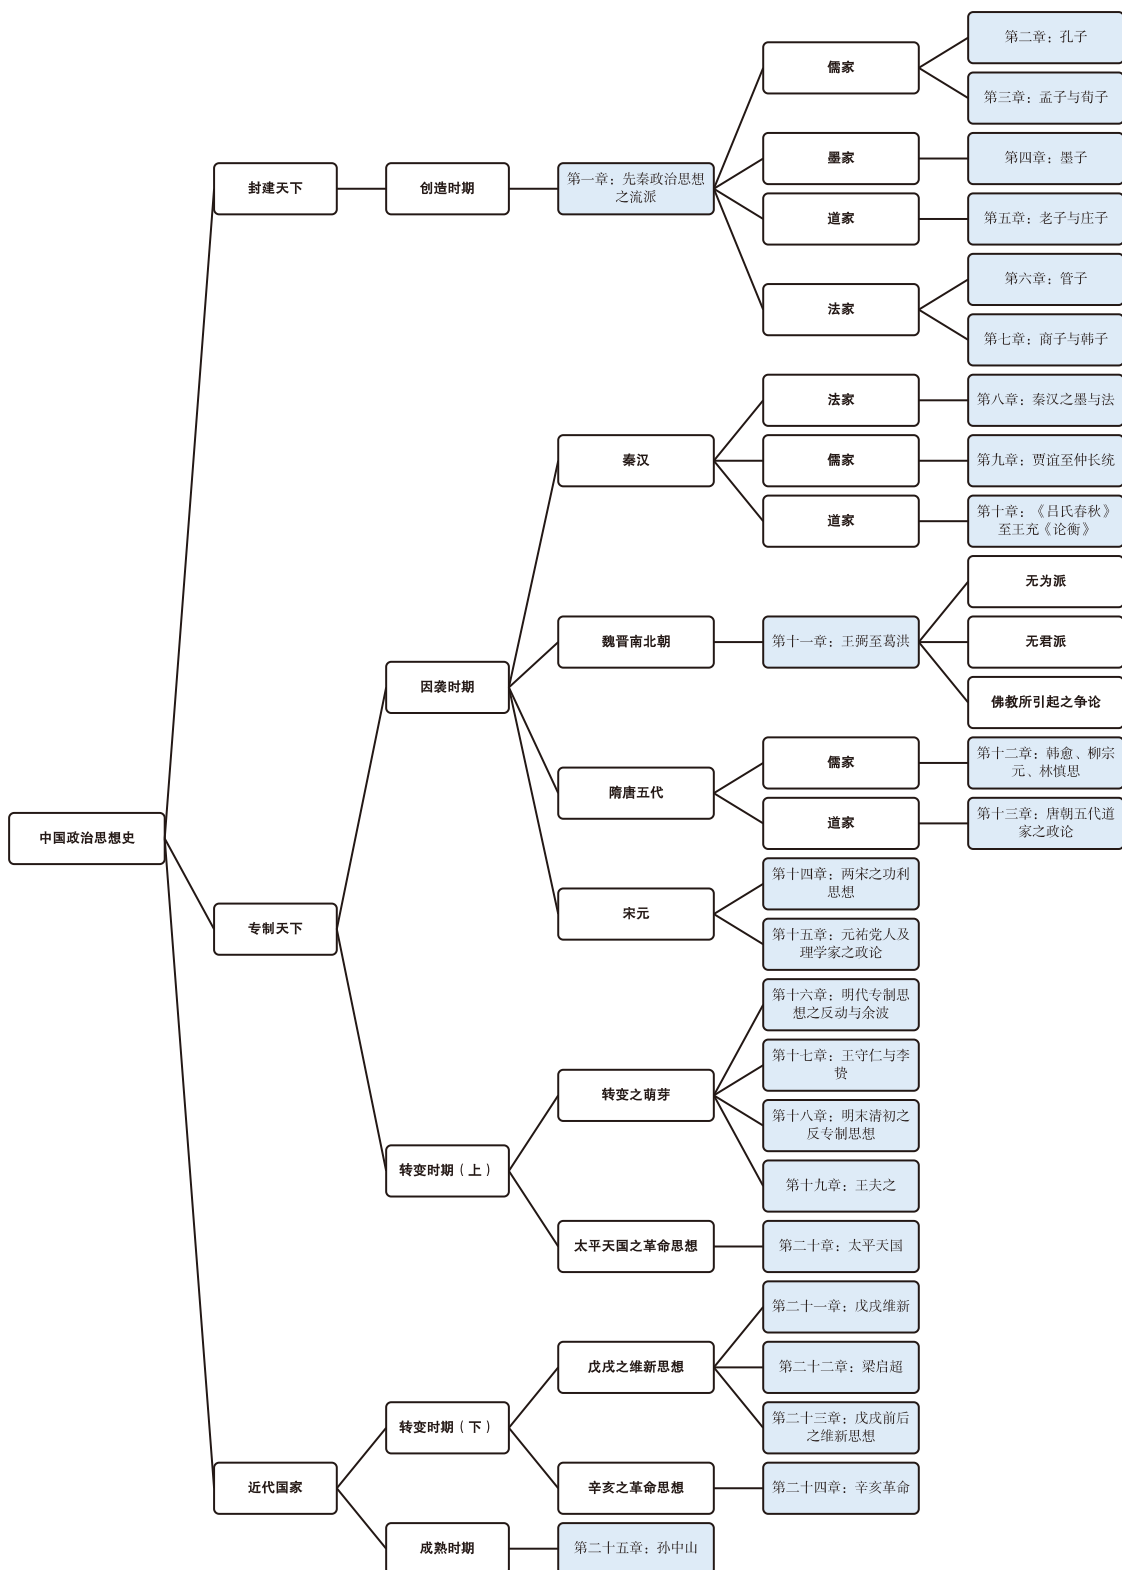 中国政治思想史
封建天下
创造时期
第一章：先秦政治思想
之流派
儒家
第二章：孔子
第三章：孟子与荀子
墨家
第四章：墨子
道家
第五章：老子与庄子
法家
第六章：管子
第七章：商子与韩子
专制天下
因袭时期
秦汉
法家
第八章：秦汉之墨与法
儒家
第九章：贾谊至仲长统
道家
第十章：《吕氏春秋》
至王充《论衡》
魏晋南北朝
第十一章：王弼至葛洪
无为派
无君派
佛教所引起之争论
隋唐五代
儒家
第十二章：韩愈、柳宗
元、林慎思
道家
第十三章：唐朝五代道
家之政论
宋元
第十四章：两宋之功利
思想
第十五章：元祐党人及
理学家之政论
转变时期（上）
转变之萌芽
第十六章：明代专制思
想之反动与余波
第十七章：王守仁与李
贽
第十八章：明末清初之
反专制思想
第十九章：王夫之
太平天国之革命思想
第二十章：太平天国
近代国家
转变时期（下）
戊戌之维新思想
第二十一章：戊戌维新
第二十二章：梁启超
第二十三章：戊戌前后
之维新思想
辛亥之革命思想
第二十四章：辛亥革命
成熟时期
第二十五章：孙中山